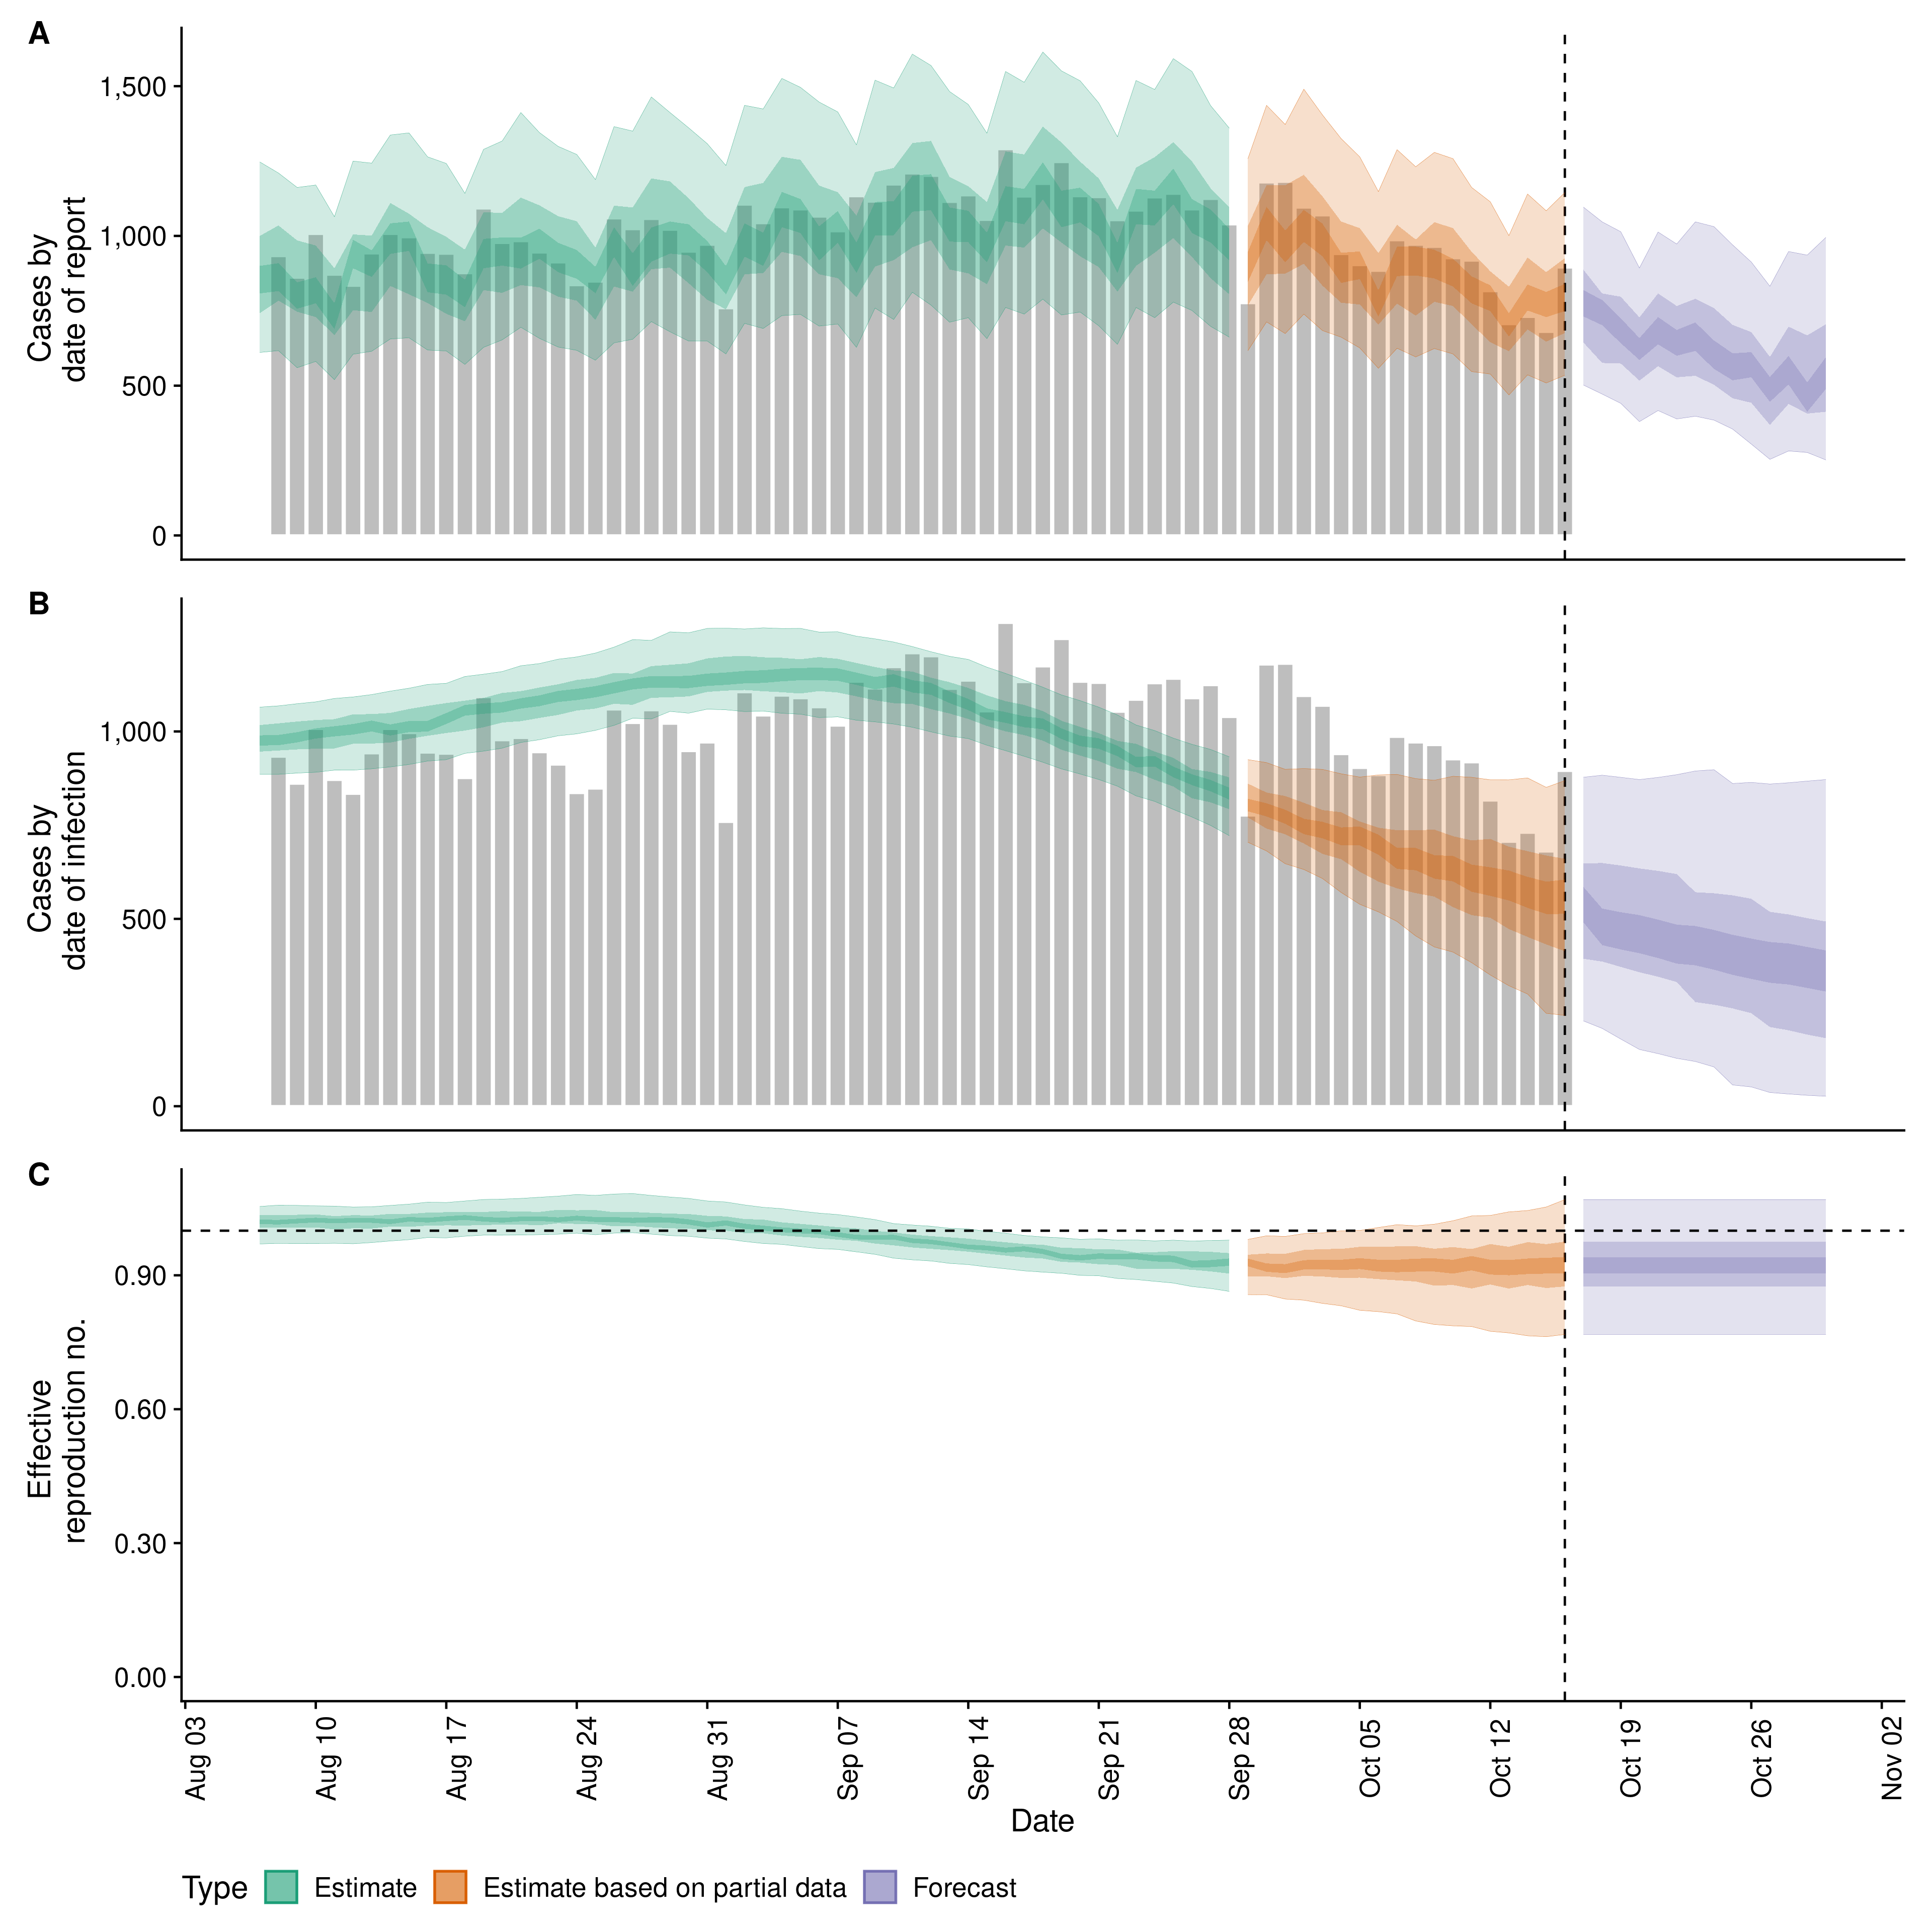 A
Cases by
date of report
1,500
1,000
500
0
B
Cases by
date of infection
1,000
500
0
C
Effective
reproduction no.
0.90
0.60
0.30
0.00
Aug 03
Aug 10
Aug 17
Aug 24
Aug 31
Sep 07
Sep 14
Sep 21
Sep 28
Oct 05
Oct 12
Oct 19
Oct 26
Nov 02
Date
Type Estimate Estimate based on partial data Forecast